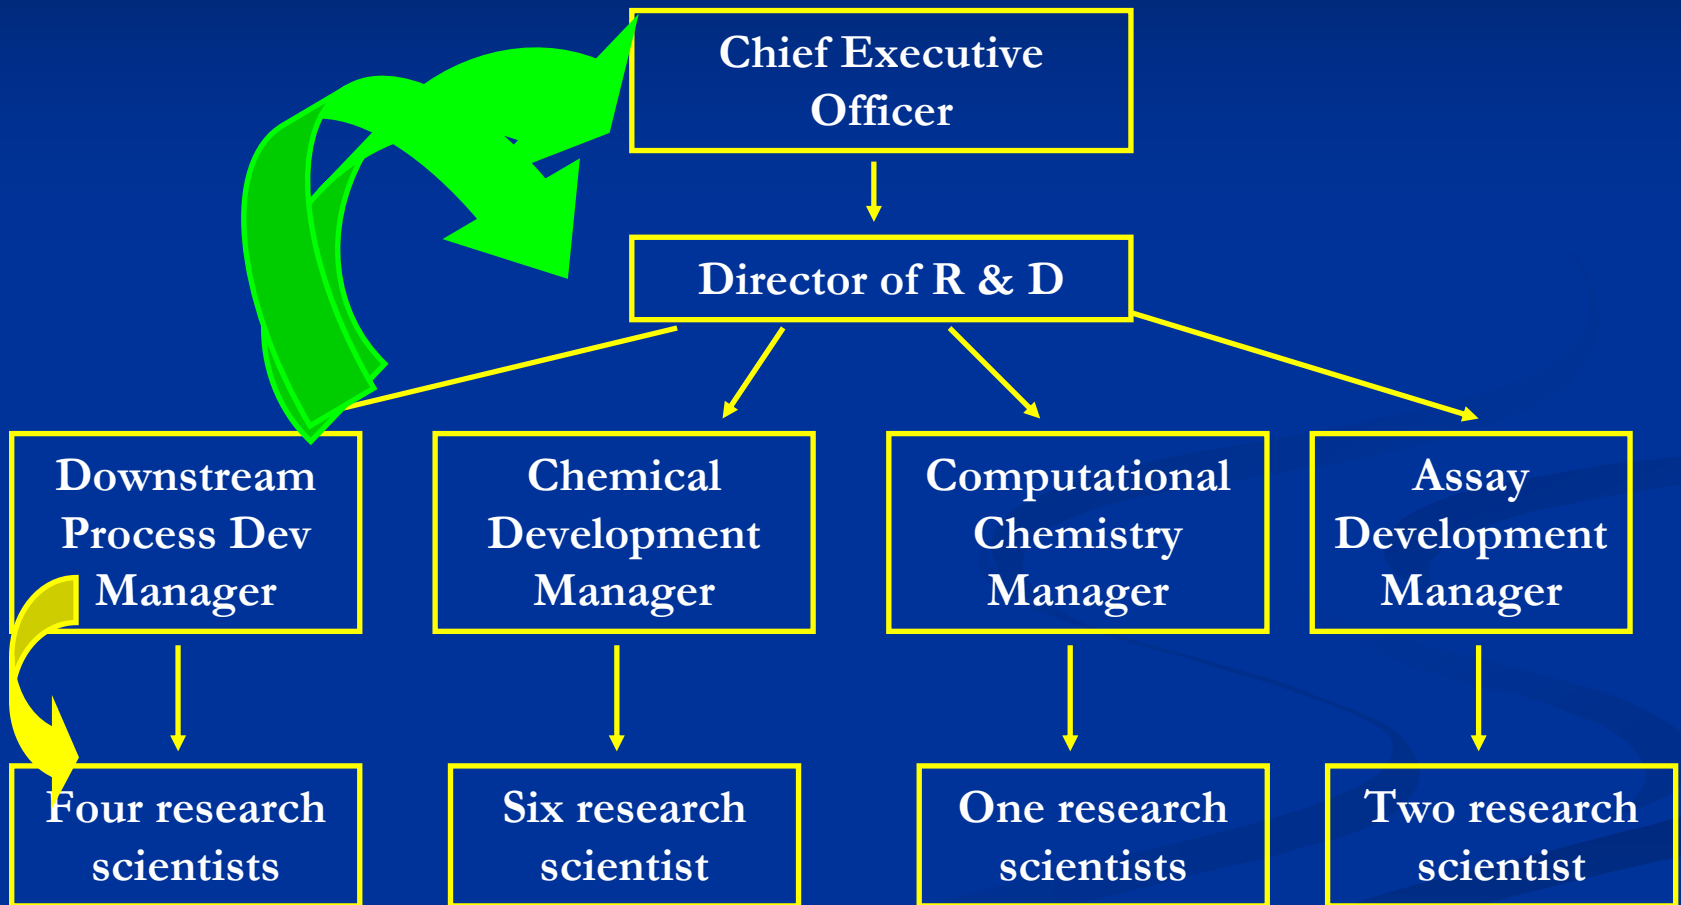 Chief Executive
Officer
Director of R & D
Downstream
Process Dev
Manager
Chemical
Development
Manager
Computational
Chemistry
Manager
Assay
Development
Manager
Four research
scientists
Six research
scientist
One research
scientists
Two research
scientist